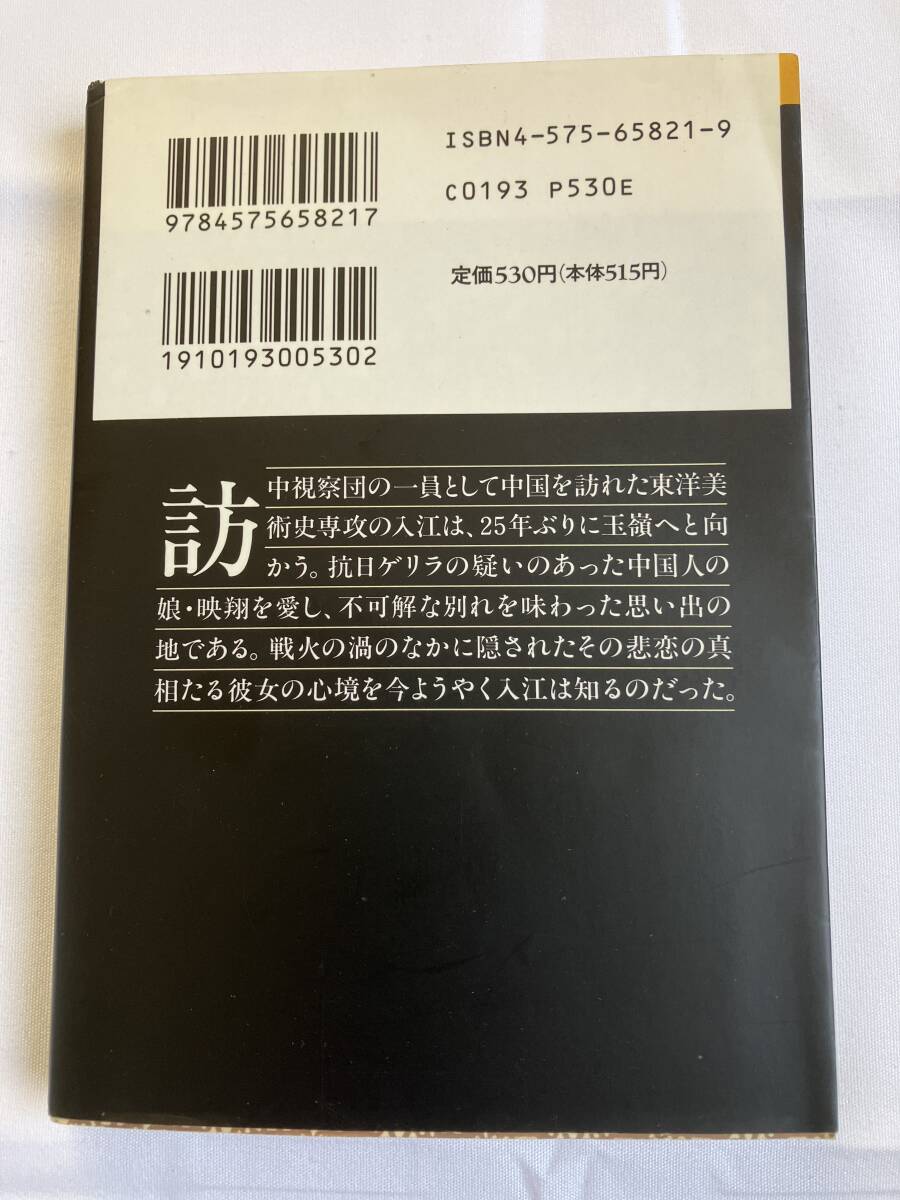 ISBN4-575-65821-9
9784575658217
C0193 P530E
定価530円(本体515円)
1910193005302
訪中視察団の一員として中国を訪れた東洋美
術史専攻の入江は、25年ぶりに玉嶺へと向
かう。抗日ゲリラの疑いのあった中国人の
娘・映翔を愛し、不可解な別れを味わった思い出の
地である。戦火の渦のなかに隠されたその悲恋の真
相たる彼女の心境を今ようやく入江は知るのだった。